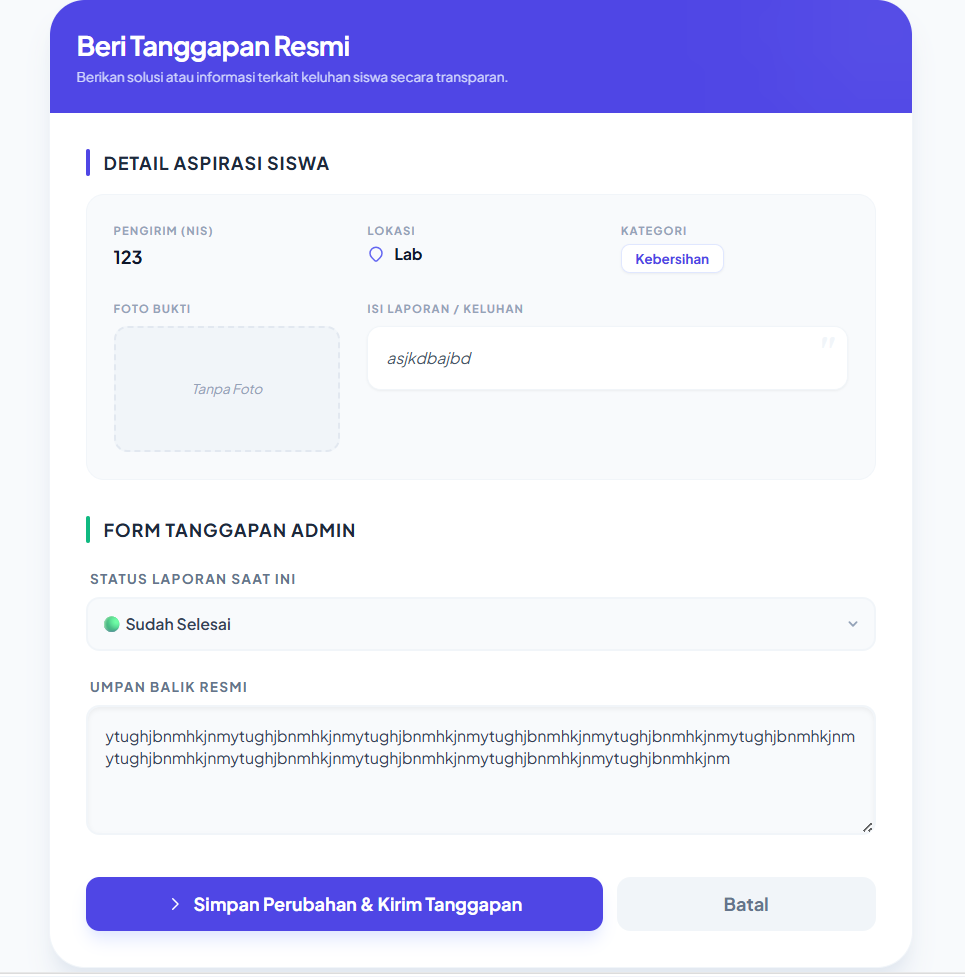 Beri Tanggapan Resmi
Berikan solusi atau informasi terkait keluhan siswa secara transparan.
DETAIL ASPIRASI SISWA
PENGIRIM (NIS)
123
LOKASI
Lab
KATEGORI
Kebersihan
FOTO BUKTI
Tanpa Foto
ISI LAPORAN / KELUHAN
asjkdbajbd
"
FORM TANGGAPAN ADMIN
STATUS LAPORAN SAAT INI
Sudah Selesai
UMPAN BALIK RESMI
ytughjbnmhkjnmytughjbnmhkjnmytughjbnmhkjnmytughjbnmhkjnmytughjbnmhkjnmytughjbnmhkjnm
ytughjbnmhkjnmytughjbnmhkjnmytughjbnmhkjnmytughjbnmhkjnmytughjbnmhkjnm
Simpan Perubahan & Kirim Tanggapan
Batal